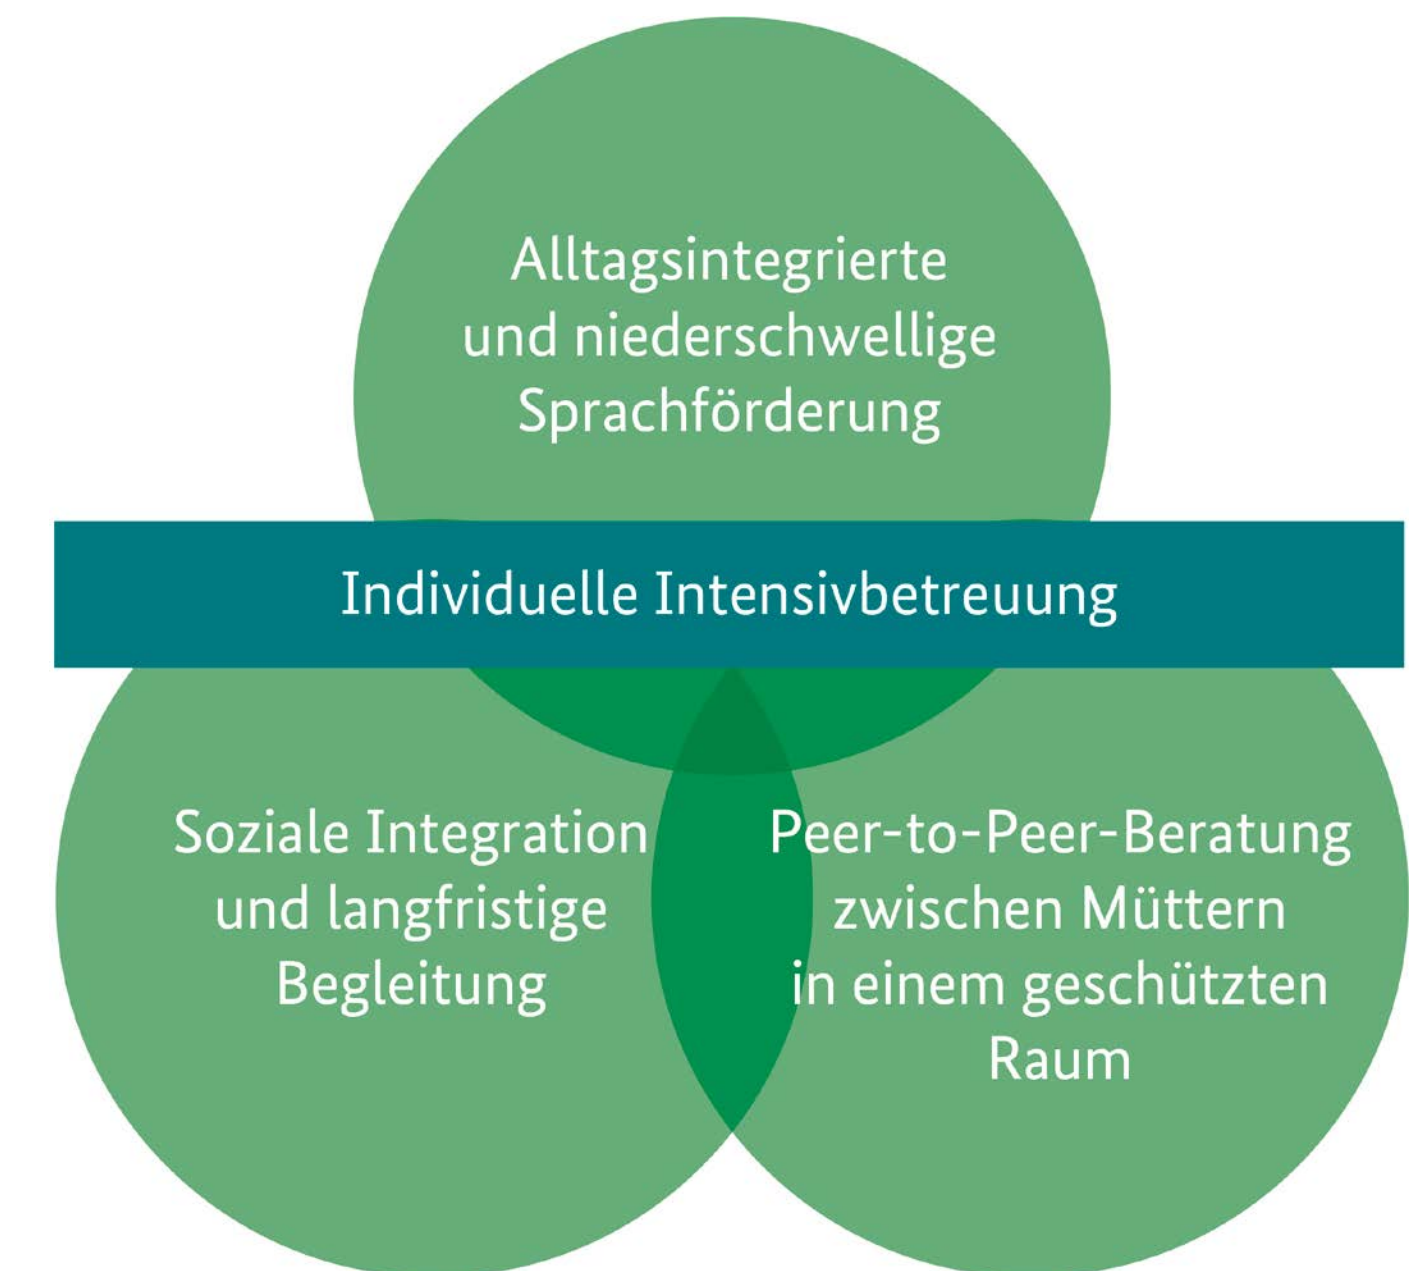 Alltagsintegrierte
und niederschwellige
Sprachförderung
Individuelle Intensivbetreuung
Soziale Integration
und langfristige
Begleitung
Peer-to-Peer-Beratung
zwischen Müttern
in einem geschützten
Raum